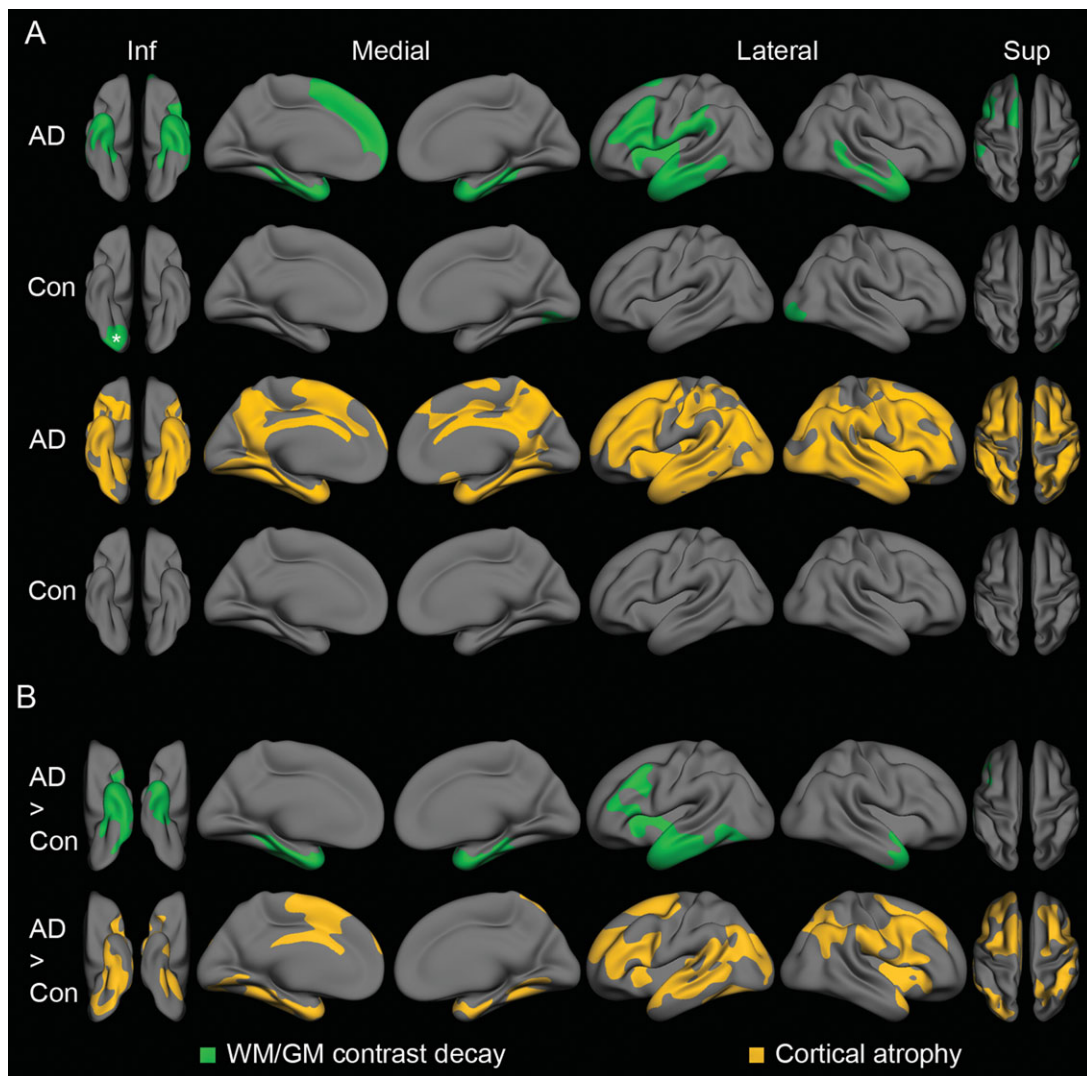 A
Inf Medial Lateral Sup
AD
Con
*
AD
Con
B
AD
>
Con
AD
>
Con
WM/GM contrast decay Cortical atrophy